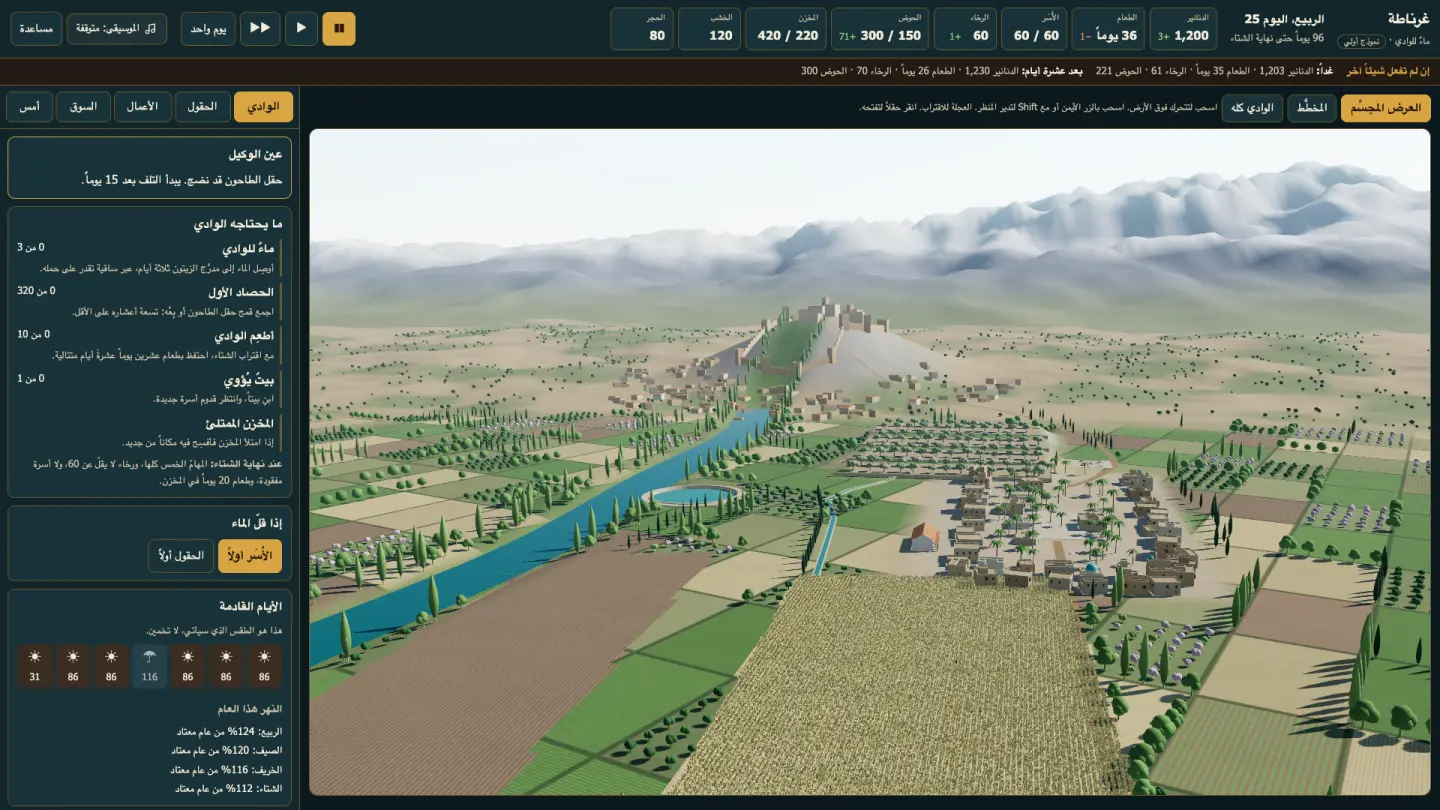 غرناطة
ماءٌ للوادي · نموذج أولي
الربيع، اليوم 25
96 يوماً حتى نهاية الشتاء
الدنانير
1,200 +3
الطعام
36 يوماً −1
الأُسر
60 / 60
الرخاء
60 +1
الحوض
150 / 300 +71
المخزن
220 / 420
الخشب
120
الحجر
80
يوم واحد
الموسيقى: متوقفة
مساعدة
إن لم تفعل شيئاً آخر
غداً: الدنانير 1,203 · الطعام 35 يوماً · الرخاء 61 · الحوض 221
بعد عشرة أيام: الدنانير 1,230 · الطعام 26 يوماً · الرخاء 70 · الحوض 300
العرض المجسَّم
المخطَّط
الوادي كله
اسحب لتتحرك فوق الأرض. اسحب بالزر الأيمن أو مع Shift لتدير المنظر. العجلة للاقتراب. انقر حقلاً لتفتحه.
الوادي
الحقول
الأعمال
السوق
أمس
عين الوكيل
حقل الطاحون قد نضج. يبدأ التلف بعد 15 يوماً.
ما يحتاجه الوادي
ماءٌ للوادي
0 من 3
أوصِل الماء إلى مدرَّج الزيتون ثلاثة أيام، عبر ساقية تقدر على حمله.
الحصاد الأول
0 من 320
اجمع قمح حقل الطاحون أو بِعْه: تسعة أعشاره على الأقل.
أطعِم الوادي
0 من 10
مع اقتراب الشتاء، احتفظ بطعام عشرين يوماً عشرةَ أيام متتالية.
بيتٌ يُؤوي
0 من 1
ابنِ بيتاً، وانتظر قدوم أسرة جديدة.
المخزن الممتلئ
إذا امتلأ المخزن فأفسِح فيه مكاناً من جديد.
عند نهاية الشتاء: المهامّ الخمس كلها، ورخاء لا يقلّ عن 60، ولا أسرة مفقودة، وطعام 20 يوماً في المخزن.
إذا قلّ الماء
الأُسَر أولاً
الحقول أولاً
الأيام القادمة
هذا هو الطقس الذي سيأتي، لا تخمين.
86
86
86
116
86
86
31
النهر هذا العام
الربيع: 124% من عام معتاد
الصيف: 120% من عام معتاد
الخريف: 116% من عام معتاد
الشتاء: 112% من عام معتاد